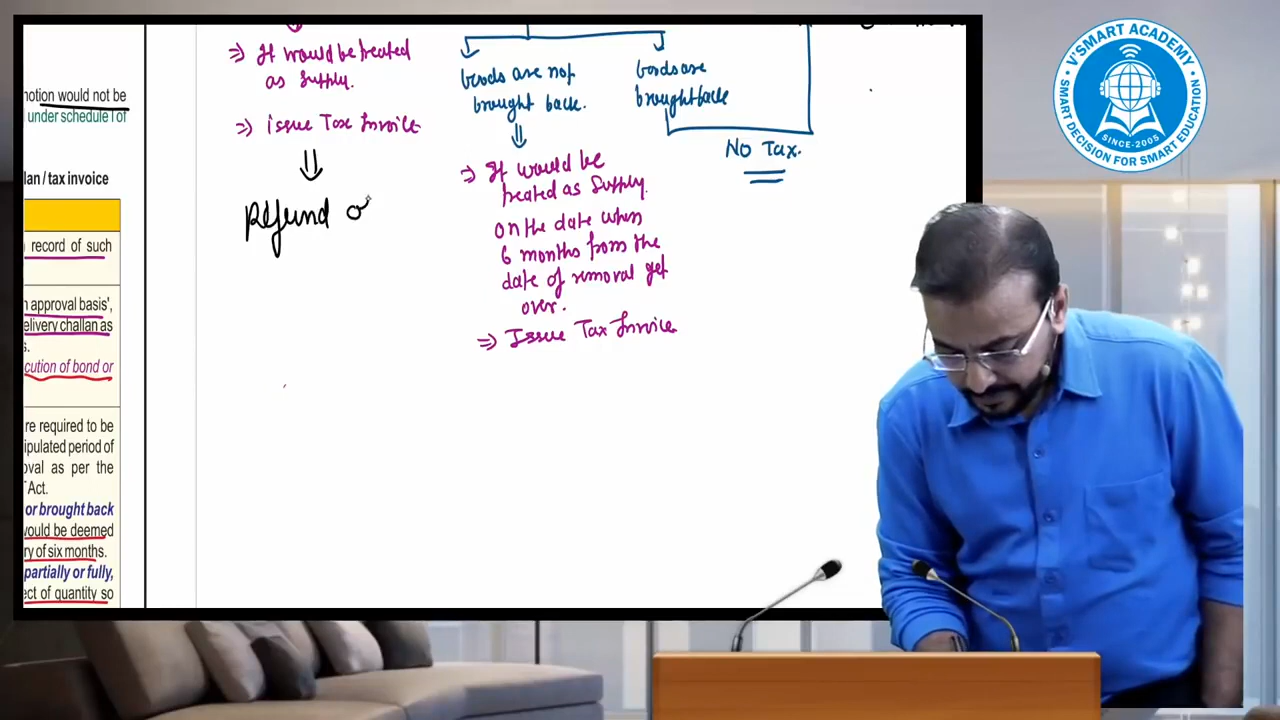 notion would not be
under schedule I of
lan / tax invoice
record of such
n approval basis',
elivery challan as
s.
cution of bond or
re required to be
ipulated period of
oval as per the
Act.
or brought back
would be deemed
ry of six months.
partially or fully,
ect of quantity so
⇒ It would be treated
as supply.
⇒ issue Tax Invoice
⇓
Refund o
Goods are not
brought back.
⇓
⇒ It would be
treated as Supply.
on the date when
6 months from the
date of removal get
over.
⇒ Issue Tax Invoice
Goods are
brought back
No Tax.
V'SMART ACADEMY
SINCE-2005
SMART DECISION FOR SMART EDUCATION